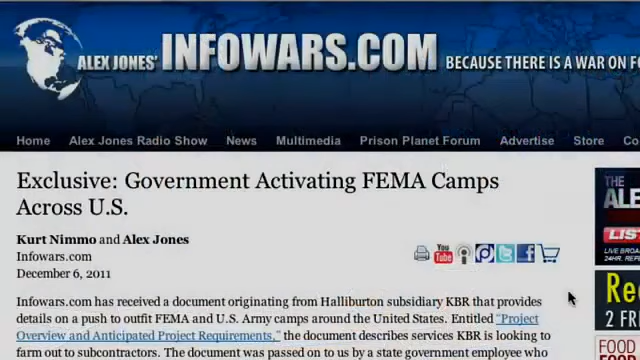 ALEX JONES' INFOWARS.COM BECAUSE THERE IS A WAR ON
Home Alex Jones Radio Show News Multimedia Prison Planet Forum Advertise Store Co
Exclusive: Government Activating FEMA Camps
Across U.S.
Kurt Nimmo and Alex Jones
Infowars.com
December 6, 2011
You Tube
Infowars.com has received a document originating from Halliburton subsidiary KBR that provides
details on a push to outfit FEMA and U.S. Army camps around the United States. Entitled “Project
Overview and Anticipated Project Requirements,” the document describes services KBR is looking to
farm out to subcontractors. The document was passed on to us by a state government employee wh
THE
ALE
LIS
LIVE BROA
24HR. REF
Re
2 FR
FOOD